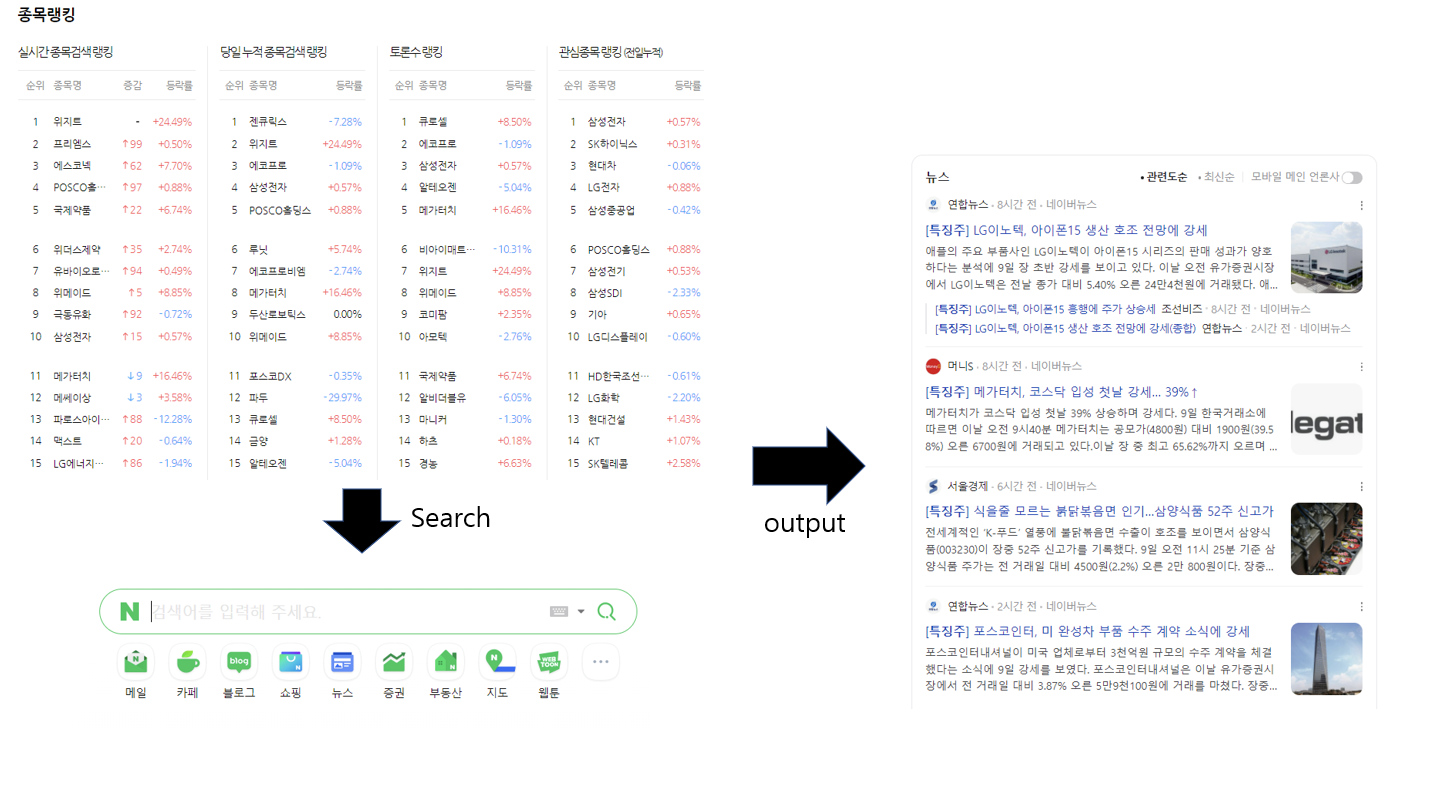 종목랭킹
실시간 종목검색 랭킹
순위 종목명 증감 등락률
1 위지트 - +24.49%
2 프리엠스 ↑99 +0.50%
3 에스코넥 ↑62 +7.70%
4 POSCO홀… ↑97 +0.88%
5 국제약품 ↑22 +6.74%
6 위더스제약 ↑35 +2.74%
7 유바이오로… ↑94 +0.49%
8 위메이드 ↑5 +8.85%
9 극동유화 ↑92 -0.72%
10 삼성전자 ↑15 +0.57%
11 메가터치 ↓9 +16.46%
12 메쎄이상 ↓3 +3.58%
13 파로스아이… ↑88 -12.28%
14 맥스트 ↑20 -0.64%
15 LG에너지… ↑86 -1.94%
당일 누적 종목검색 랭킹
순위 종목명 등락률
1 젠큐릭스 -7.28%
2 위지트 +24.49%
3 에코프로 -1.09%
4 삼성전자 +0.57%
5 POSCO홀딩스 +0.88%
6 루닛 +5.74%
7 에코프로비엠 -2.74%
8 메가터치 +16.46%
9 두산로보틱스 0.00%
10 위메이드 +8.85%
11 포스코DX -0.35%
12 파두 -29.97%
13 큐로셀 +8.50%
14 금양 +1.28%
15 알테오젠 -5.04%
토론수 랭킹
순위 종목명 등락률
1 큐로셀 +8.50%
2 에코프로 -1.09%
3 삼성전자 +0.57%
4 알테오젠 -5.04%
5 메가터치 +16.46%
6 비아이매트… -10.31%
7 위지트 +24.49%
8 위메이드 +8.85%
9 코미팜 +2.35%
10 아모텍 -2.76%
11 국제약품 +6.74%
12 알비더블유 -6.05%
13 마니커 -1.30%
14 하츠 +0.18%
15 경농 +6.63%
관심종목 랭킹 (전일누적)
순위 종목명 등락률
1 삼성전자 +0.57%
2 SK하이닉스 +0.31%
3 현대차 -0.06%
4 LG전자 +0.88%
5 삼성중공업 -0.42%
6 POSCO홀딩스 +0.88%
7 삼성전기 +0.53%
8 삼성SDI -2.33%
9 기아 +0.65%
10 LG디스플레이 -0.60%
11 HD한국조선… -0.61%
12 LG화학 -2.20%
13 현대건설 +1.43%
14 KT +1.07%
15 SK텔레콤 +2.58%
Search
N 검색어를 입력해 주세요.
N blog N N WEB TOON
메일 카페 블로그 쇼핑 뉴스 증권 부동산 지도 웹툰
output
뉴스 • 관련도순 • 최신순 모바일 메인 언론사
연합뉴스 · 8시간 전 · 네이버뉴스
[특징주] LG이노텍, 아이폰15 생산 호조 전망에 강세
애플의 주요 부품사인 LG이노텍이 아이폰15 시리즈의 판매 성과가 양호
하다는 분석에 9일 장 초반 강세를 보이고 있다. 이날 오전 유가증권시장
에서 LG이노텍은 전날 종가 대비 5.40% 오른 24만4천원에 거래됐다. 애...
[특징주] LG이노텍, 아이폰15 흥행에 주가 상승세 조선비즈 · 8시간 전 · 네이버뉴스
[특징주] LG이노텍, 아이폰15 생산 호조 전망에 강세(종합) 연합뉴스 · 2시간 전 · 네이버뉴스
머니S · 8시간 전 · 네이버뉴스
[특징주] 메가터치, 코스닥 입성 첫날 강세... 39%↑
메가터치가 코스닥 입성 첫날 39% 상승하며 강세다. 9일 한국거래소에
따르면 이날 오전 9시40분 메가터치는 공모가(4800원) 대비 1900원(39.5
8%) 오른 6700원에 거래되고 있다.이날 장 중 최고 65.62%까지 오르며 ...
legat
서울경제 · 6시간 전 · 네이버뉴스
[특징주] 식을줄 모르는 붉닭볶음면 인기...삼양식품 52주 신고가
전세계적인 'K-푸드' 열풍에 불닭볶음면 수출이 호조를 보이면서 삼양식
품(003230)이 장중 52주 신고가를 기록했다. 9일 오전 11시 25분 기준 삼
양식품 주가는 전 거래일 대비 4500원(2.2%) 오른 2만 800원이다. 장중...
연합뉴스 · 2시간 전 · 네이버뉴스
[특징주] 포스코인터, 미 완성차 부품 수주 계약 소식에 강세
포스코인터내셔널이 미국 업체로부터 3천억원 규모의 수주 계약을 체결
했다는 소식에 9일 강세를 보였다. 포스코인터내셔널은 이날 유가증권시
장에서 전 거래일 대비 3.87% 오른 5만9천100원에 거래를 마쳤다. 장중...